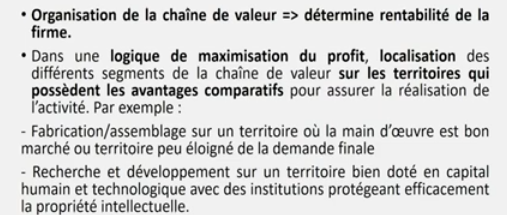 • Organisation de la chaîne de valeur => détermine rentabilité de la
firme.
• Dans une logique de maximisation du profit, localisation des
différents segments de la chaîne de valeur sur les territoires qui
possèdent les avantages comparatifs pour assurer la réalisation de
l'activité. Par exemple :
- Fabrication/assemblage sur un territoire où la main d'œuvre est bon
marché ou territoire peu éloigné de la demande finale
- Recherche et développement sur un territoire bien doté en capital
humain et technologique avec des institutions protégeant efficacement
la propriété intellectuelle.